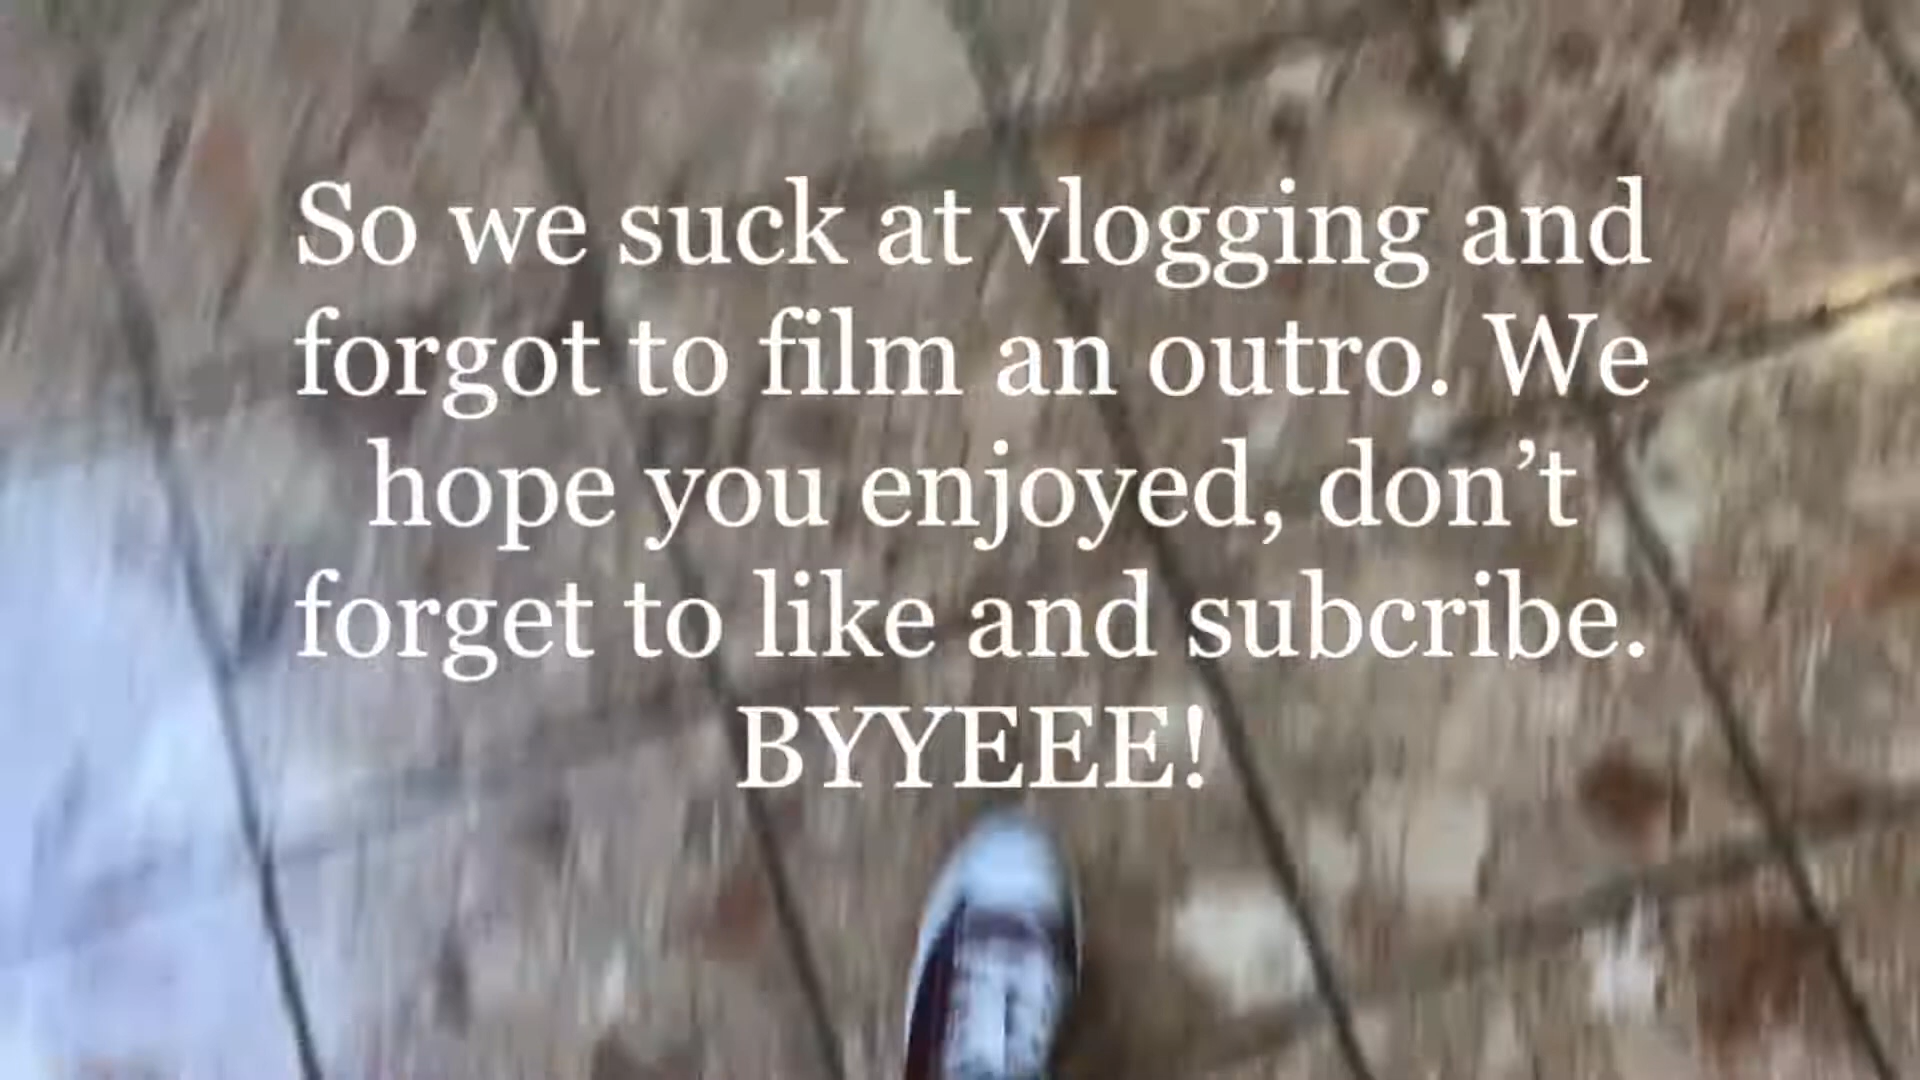 So we suck at vlogging and
forgot to film an outro. We
hope you enjoyed, don’t
forget to like and subcribe.
BYYEEE!